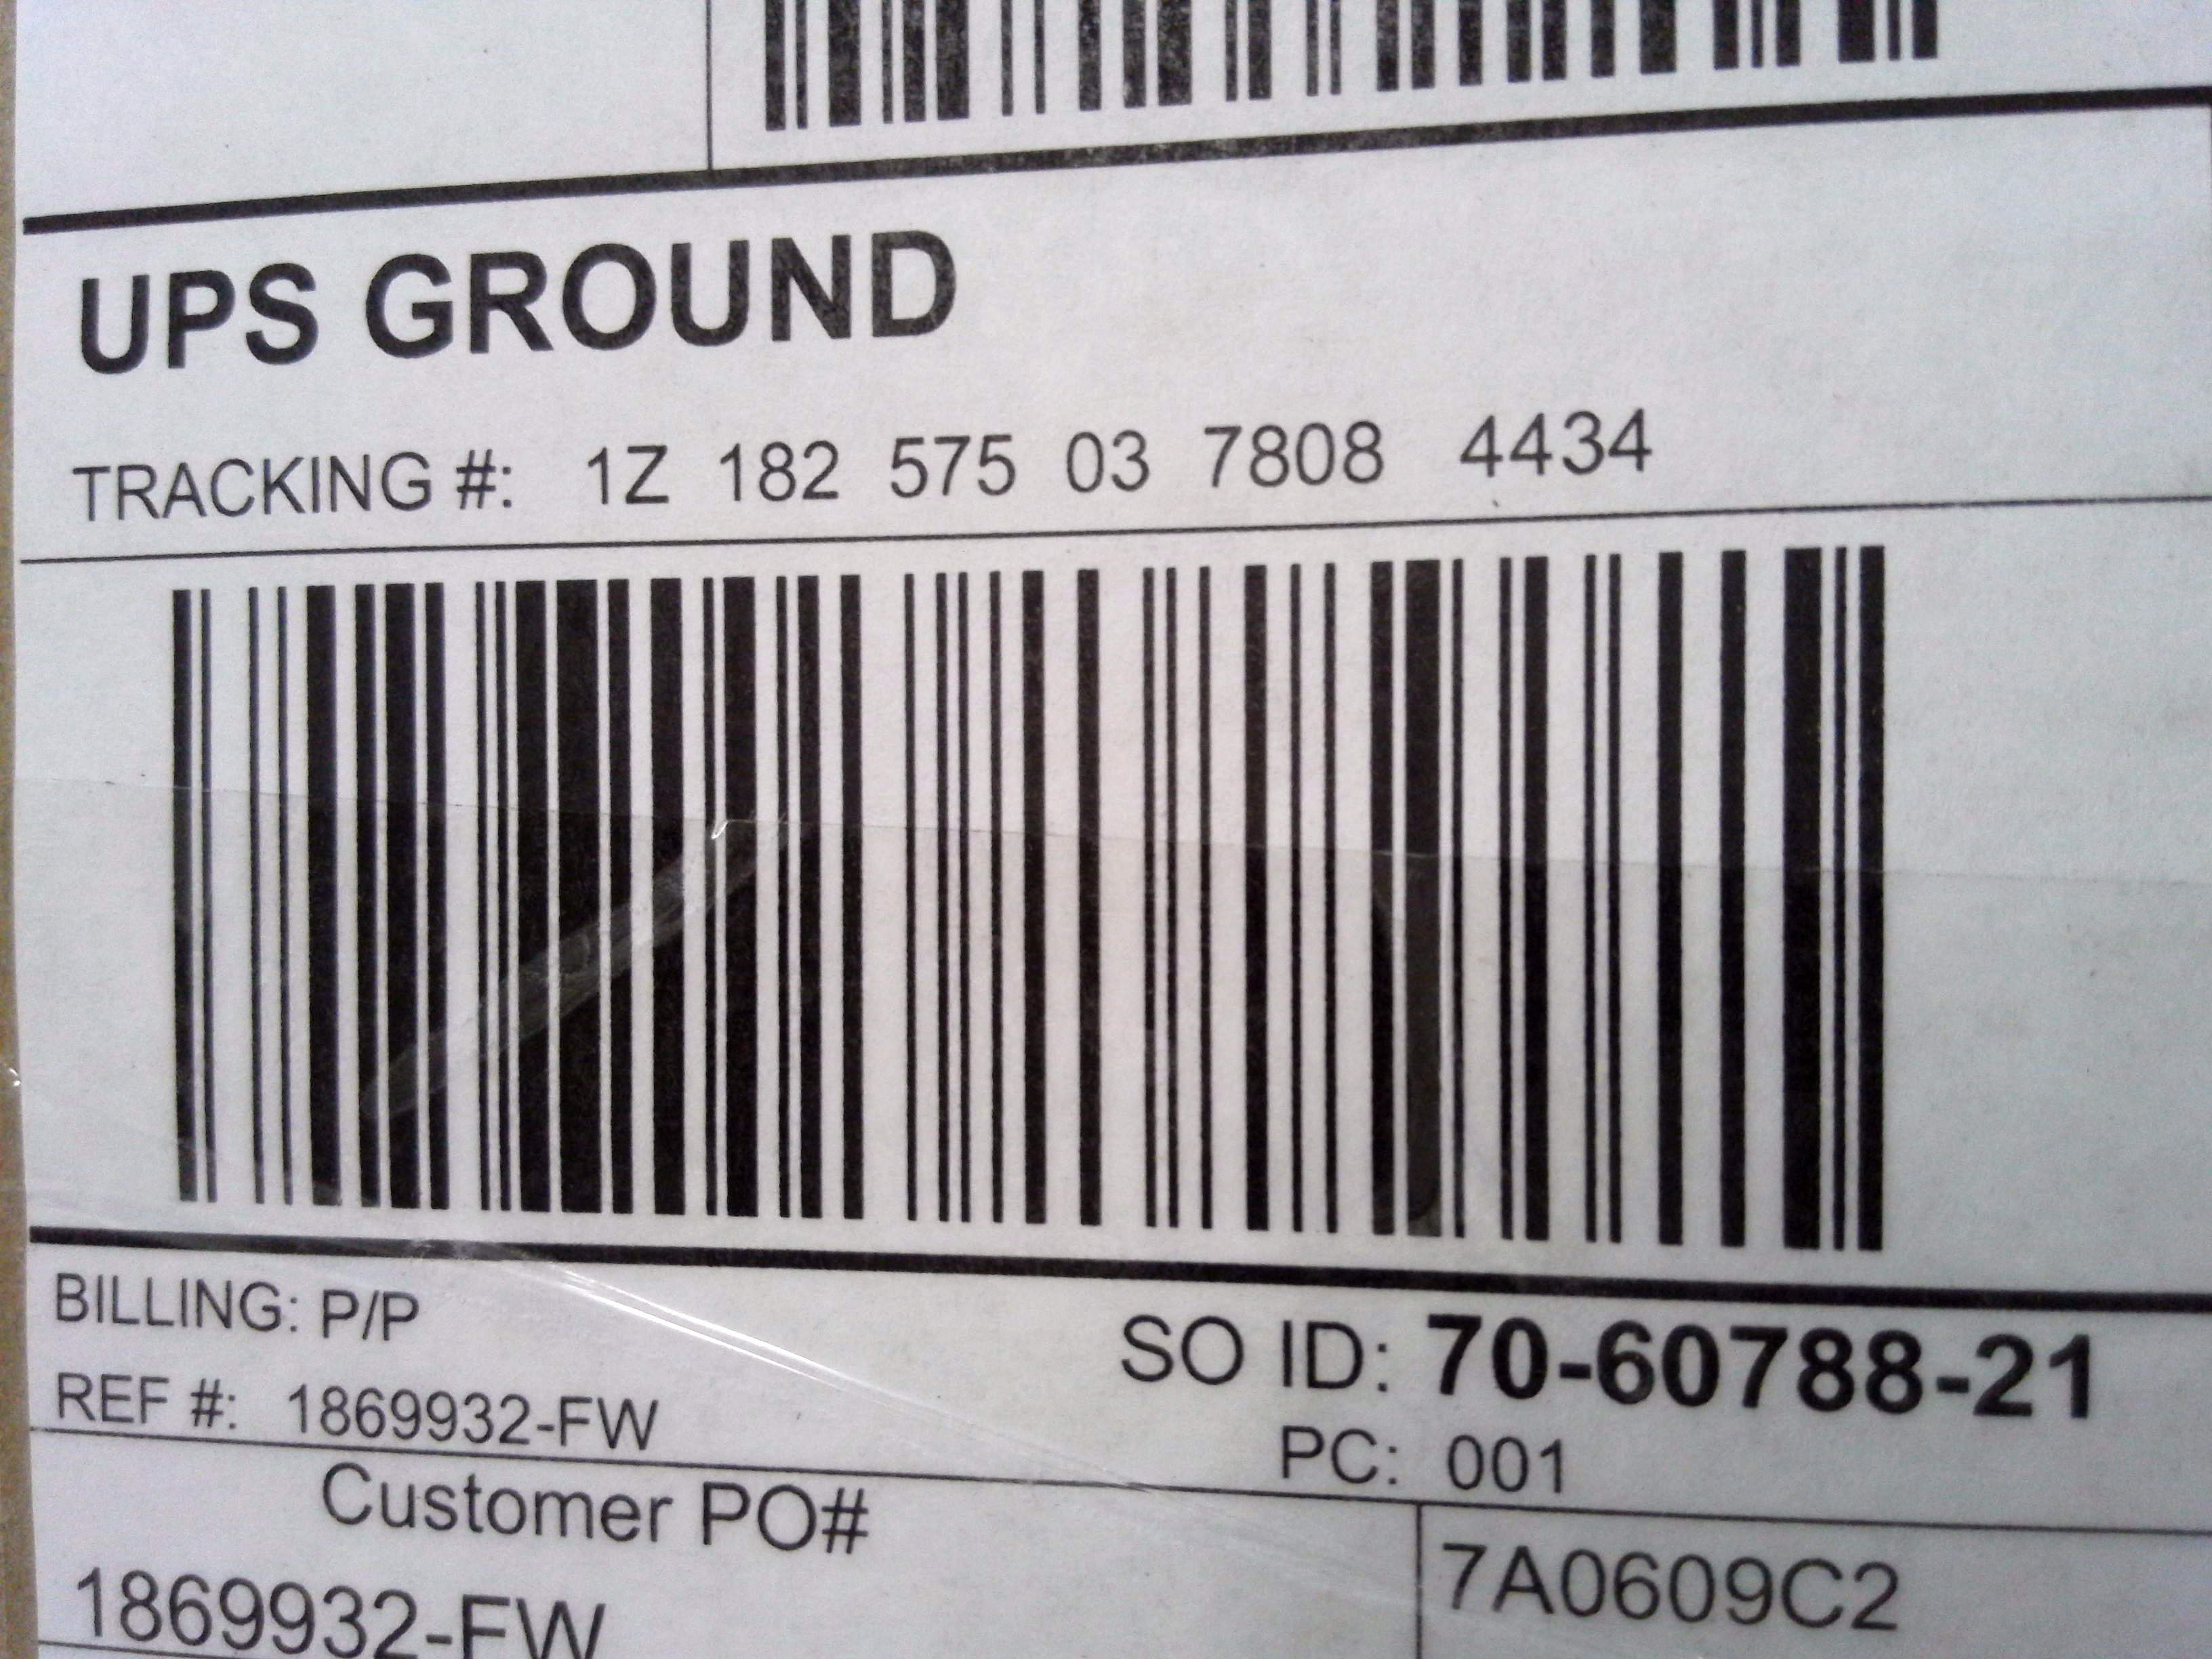 UPS GROUND
TRACKING #: 1Z 182 575 03 7808 4434
BILLING: P/P
REF #: 1869932-FW
SO ID: 70-60788-21
PC: 001
Customer PO#
1869932-FW
7A0609C2